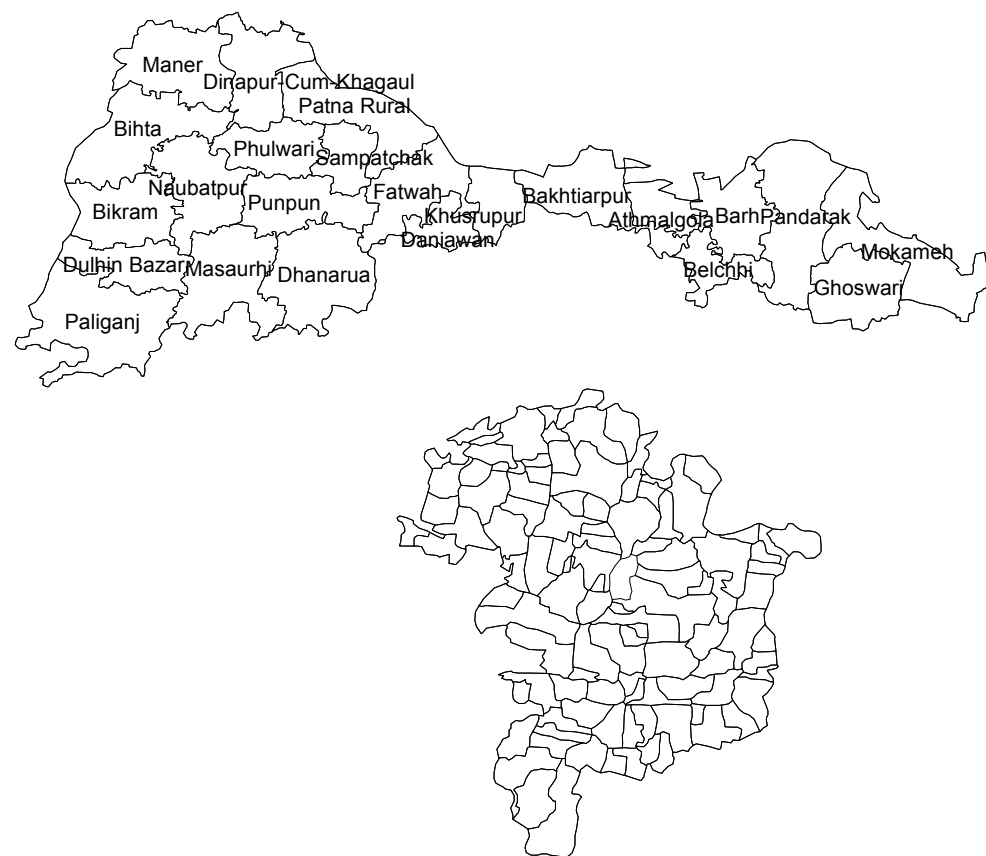 Maner
Dinapur-Cum-Khagaul
Patna Rural
Bihta
Phulwari
Sampatchak
Naubatpur
Punpun
Fatwah
Bakhtiarpur
Bikram
Khusrupur
Athmalgola
Barh
Pandarak
Daniawan
Mokameh
Dulhin Bazar
Masaurhi
Dhanarua
Belchhi
Ghoswari
Paliganj